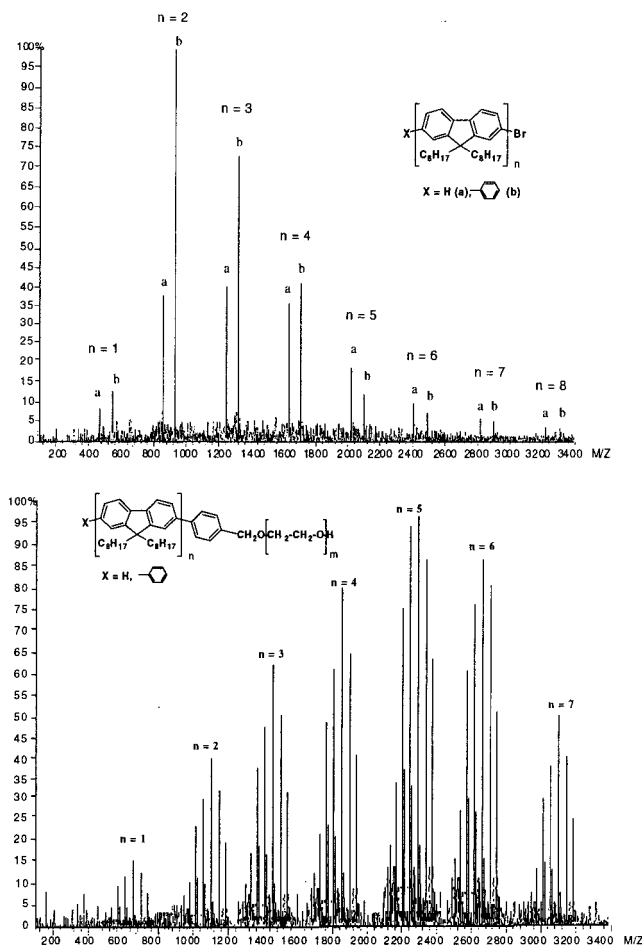 n = 2
b
100%
95
90
85
80
75
70
65
60
55
50
45
40
35
30
25
20
15
10
5
0
n = 3
b
n = 4
a
a
b
a
n = 5
a
b
n = 1
a
b
n = 6
a
b
n = 7
a
b
n = 8
a
b
200 400 600 800 1000 1200 1400 1600 1800 2000 2200 2400 2600 2800 3000 3200 3400 M/Z
X
Br
C8H17 C8H17
n
X = H (a), (b)
100%
95
90
85
80
75
70
65
60
55
50
45
40
35
30
25
20
15
10
5
0
X
CH2O CH2-CH2-O H
C8H17 C8H17
n
m
X = H,
n = 5
n = 6
n = 4
n = 3
n = 7
n = 2
n = 1
200 400 600 800 1000 1200 1400 1600 1800 2000 2200 2400 2600 2800 3000 3200 3400 M/Z